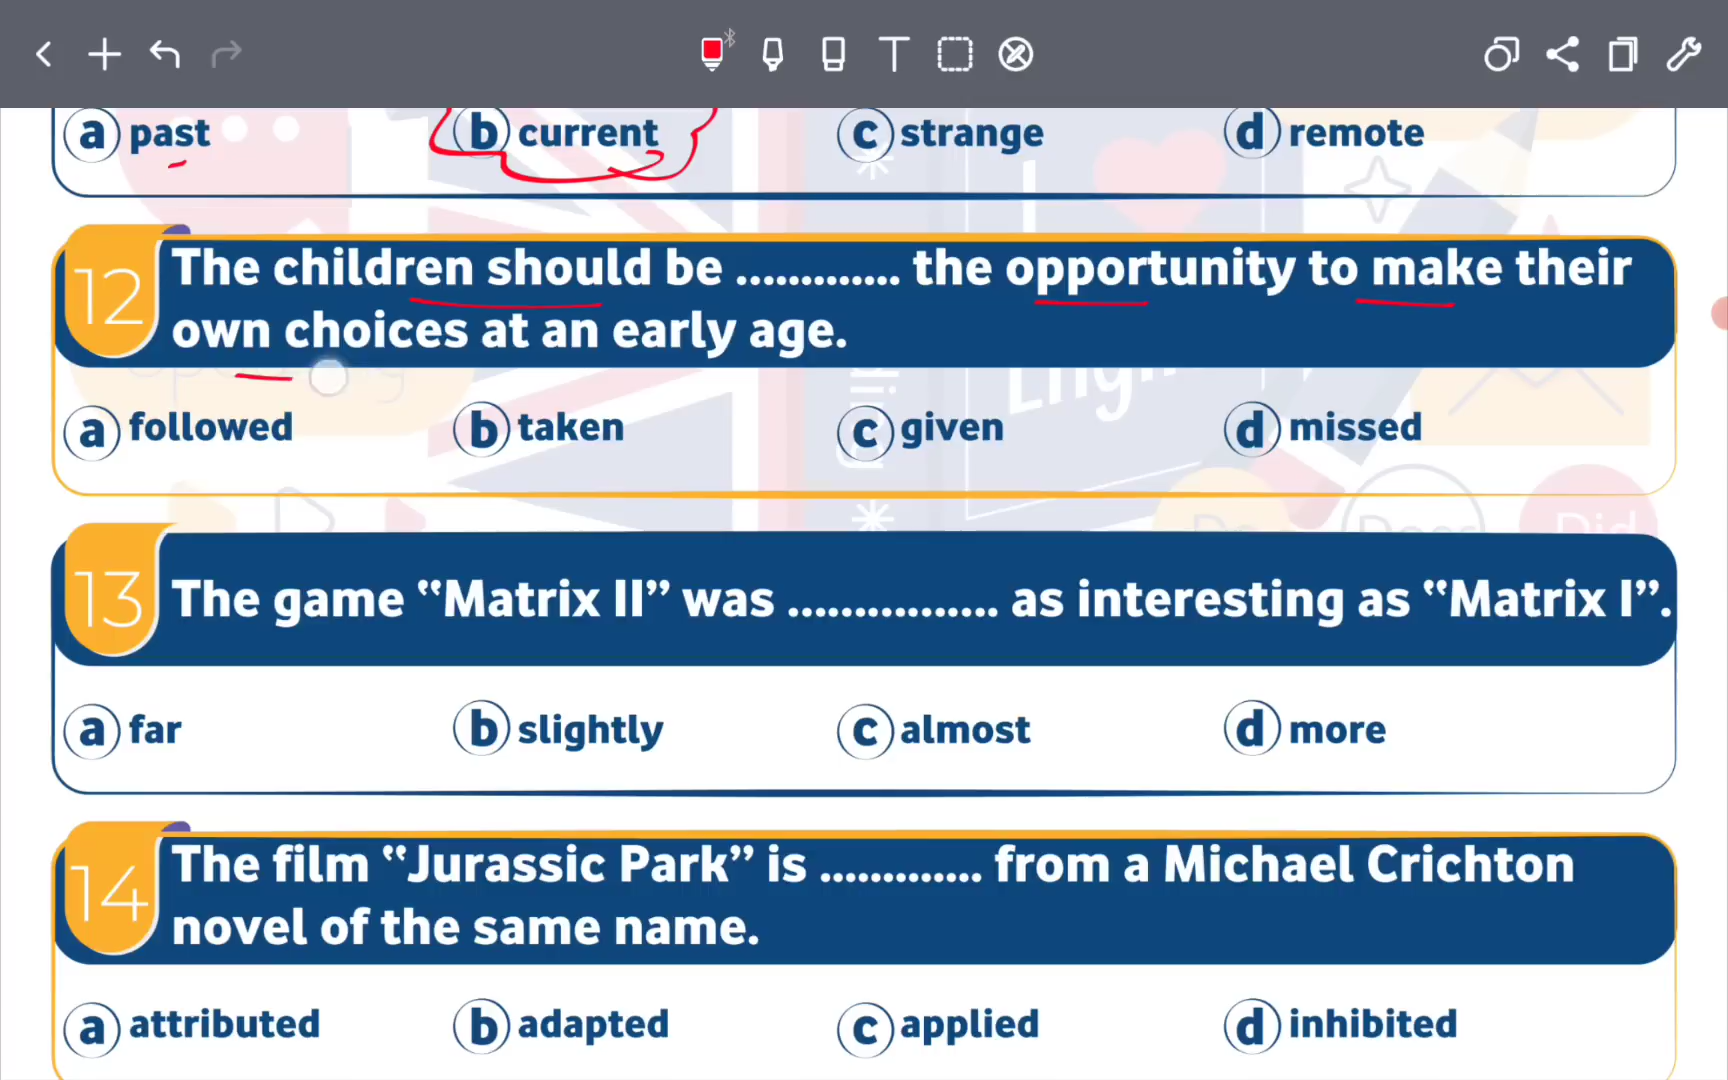 a past b current c strange d remote
12 The children should be ............. the opportunity to make their
own choices at an early age.
a followed b taken c given d missed
13 The game “Matrix II” was ................ as interesting as “Matrix I”.
a far b slightly c almost d more
14 The film “Jurassic Park” is ............. from a Michael Crichton
novel of the same name.
a attributed b adapted c applied d inhibited